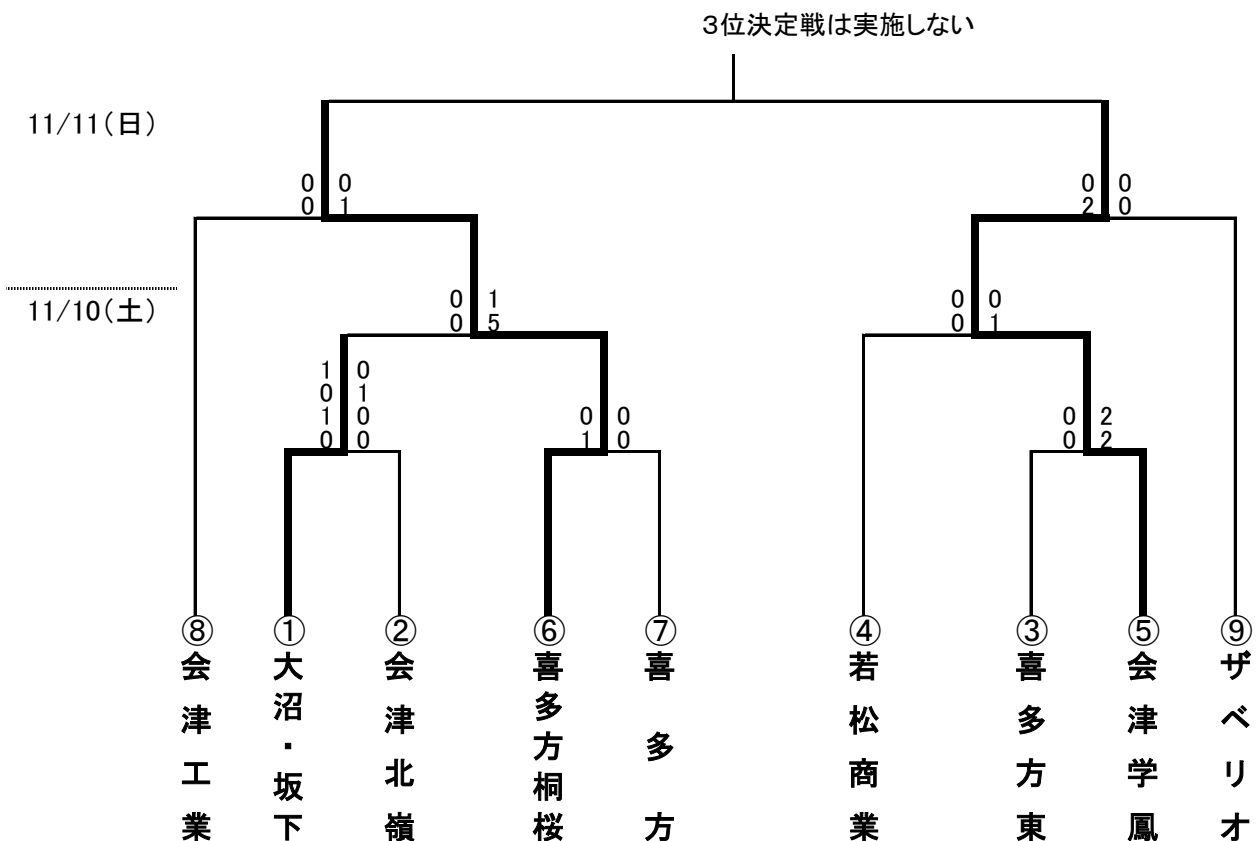 3位決定戦は実施しない
11/11(日)
0 0
0 1
0 0
2 0
11/10(土)
0 1
0 5
0 0
0 1
1 0
0 1
1 0
0 0
0 0
1 0
0 2
0 2
⑧ ① ② ⑥ ⑦ ④ ③ ⑤ ⑨
会津工業
大沼・坂下
会津北嶺
喜多方桐桜
喜多方
若松商業
喜多方東
会津学鳳
ザベリオ